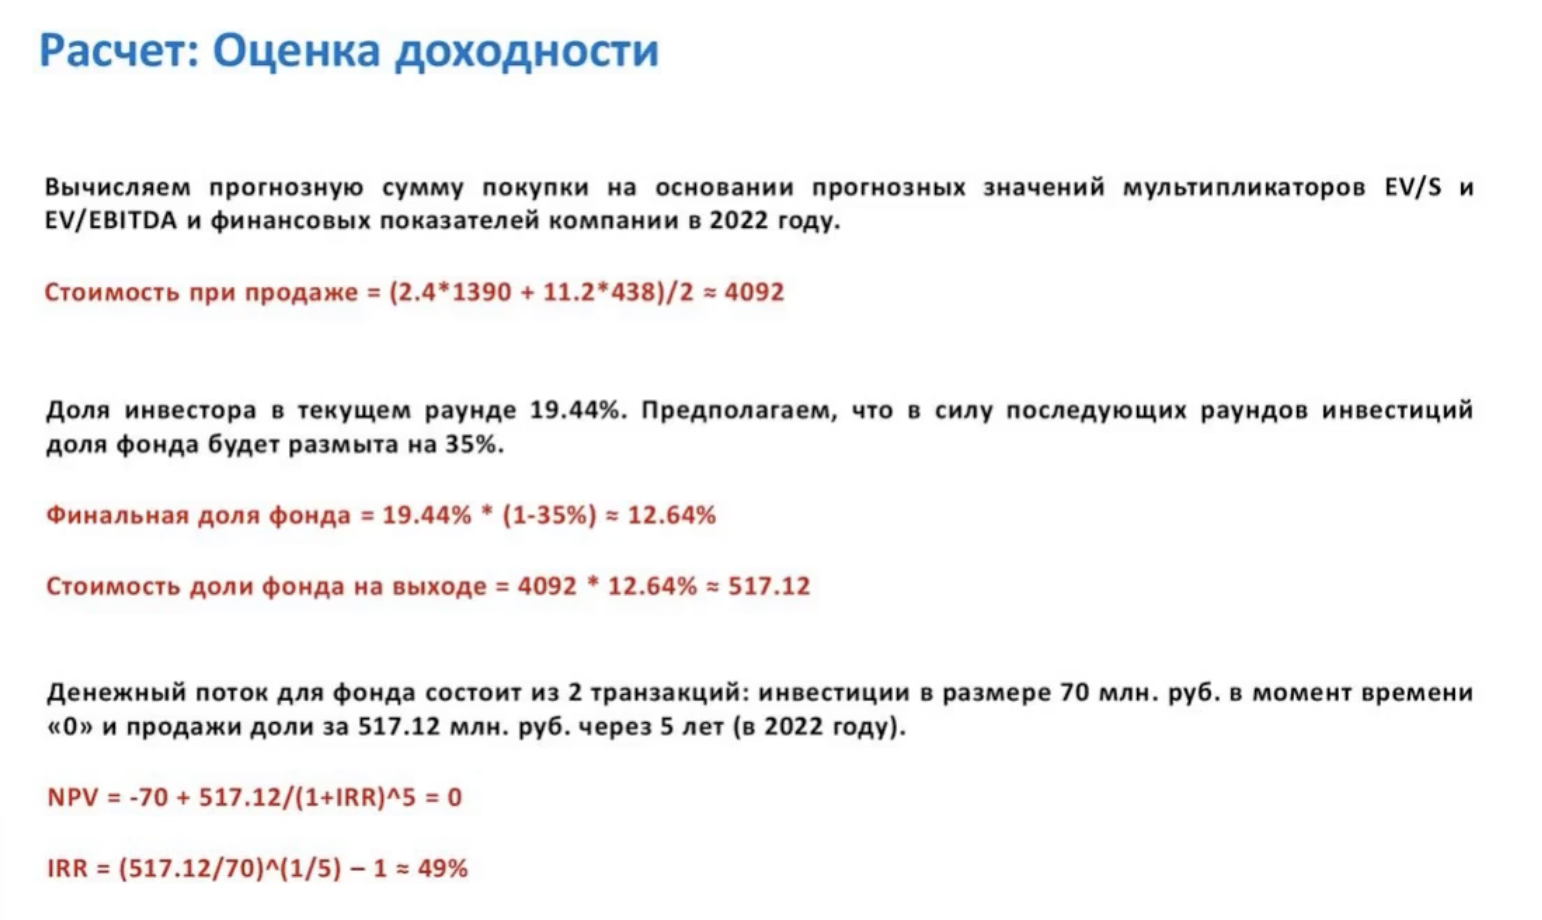 Расчет: Оценка доходности
Вычисляем прогнозную сумму покупки на основании прогнозных значений мультипликаторов EV/S и
EV/EBITDA и финансовых показателей компании в 2022 году.
Стоимость при продаже = (2.4*1390 + 11.2*438)/2 ≈ 4092
Доля инвестора в текущем раунде 19.44%. Предполагаем, что в силу последующих раундов инвестиций
доля фонда будет размыта на 35%.
Финальная доля фонда = 19.44% * (1-35%) ≈ 12.64%
Стоимость доли фонда на выходе = 4092 * 12.64% ≈ 517.12
Денежный поток для фонда состоит из 2 транзакций: инвестиции в размере 70 млн. руб. в момент времени
«0» и продажи доли за 517.12 млн. руб. через 5 лет (в 2022 году).
NPV = -70 + 517.12/(1+IRR)^5 = 0
IRR = (517.12/70)^(1/5) – 1 ≈ 49%